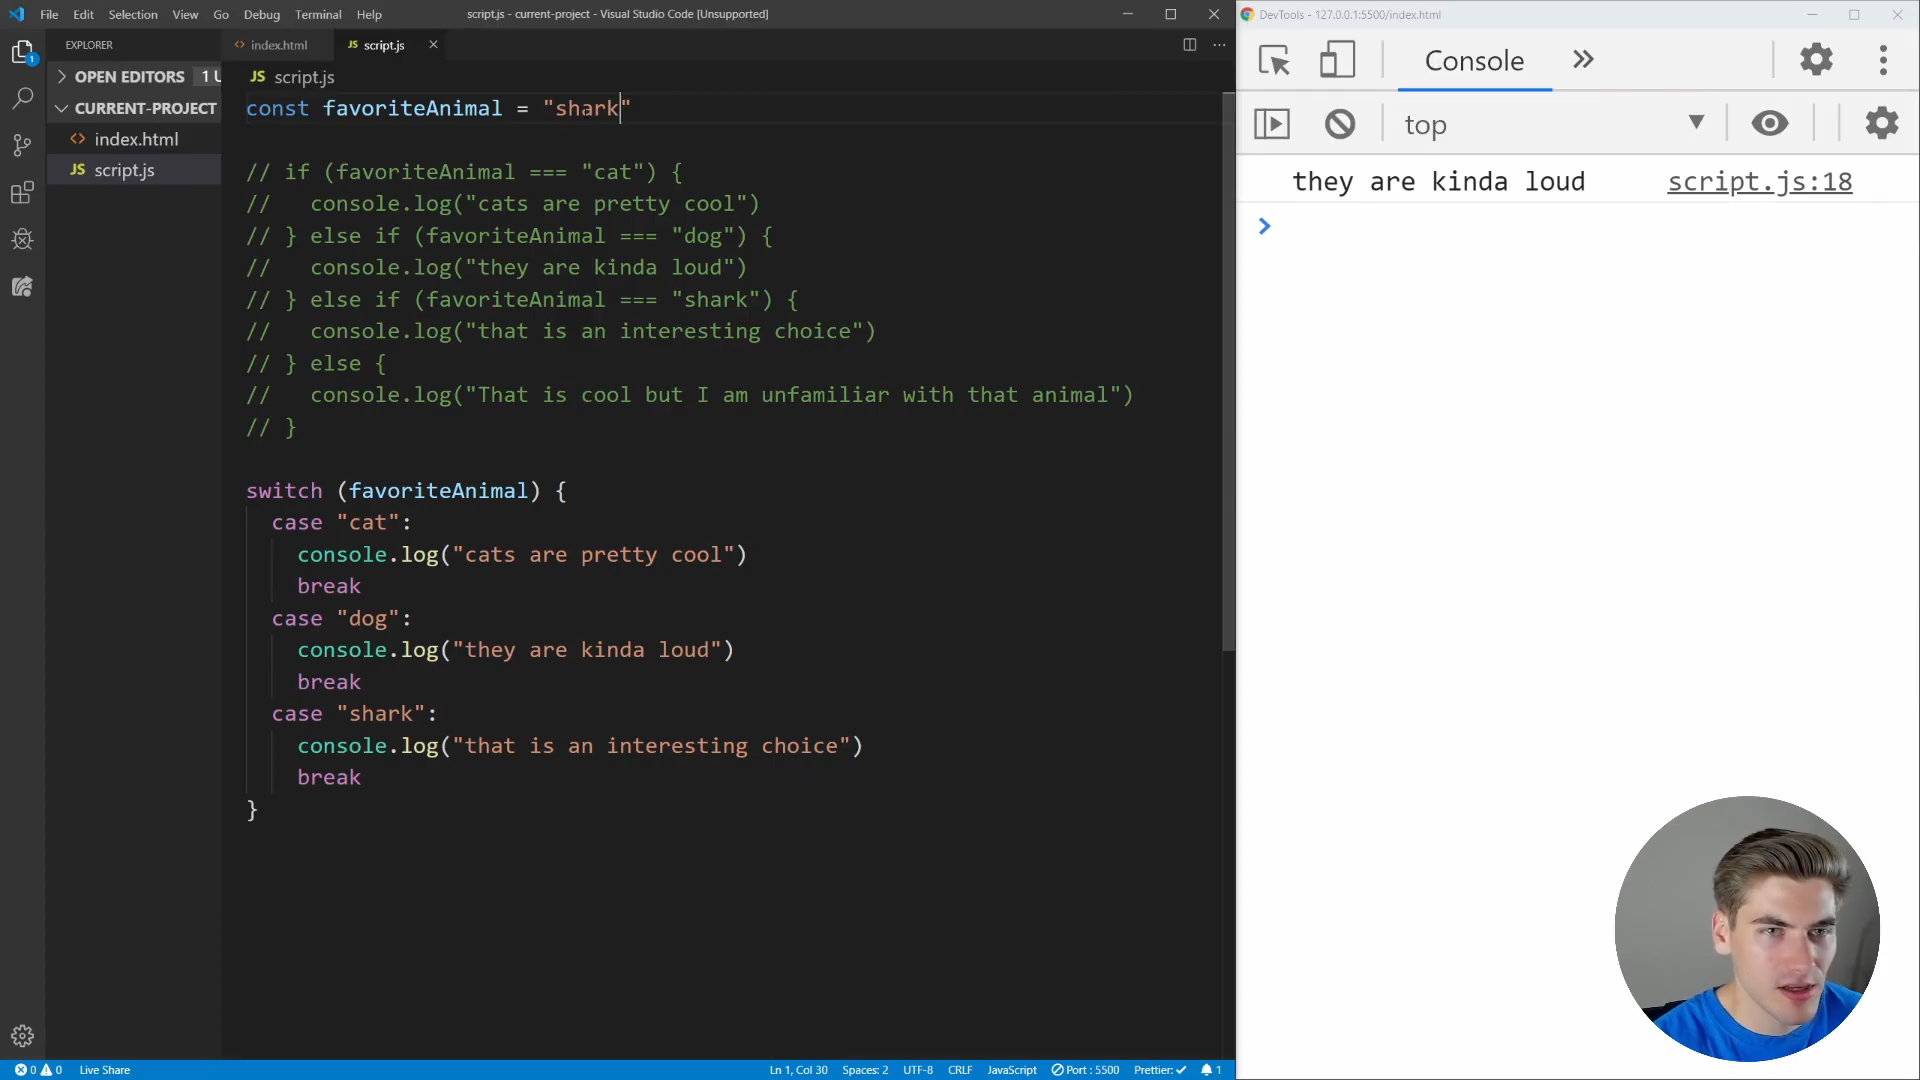 File Edit Selection View Go Debug Terminal Help
script.js - current-project - Visual Studio Code [Unsupported]
EXPLORER
OPEN EDITORS 1 U
CURRENT-PROJECT
index.html
JS script.js
1
index.html
JS script.js
JS script.js
const favoriteAnimal = "shark"
// if (favoriteAnimal === "cat") {
//   console.log("cats are pretty cool")
// } else if (favoriteAnimal === "dog") {
//   console.log("they are kinda loud")
// } else if (favoriteAnimal === "shark") {
//   console.log("that is an interesting choice")
// } else {
//   console.log("That is cool but I am unfamiliar with that animal")
// }
switch (favoriteAnimal) {
  case "cat":
    console.log("cats are pretty cool")
    break
  case "dog":
    console.log("they are kinda loud")
    break
  case "shark":
    console.log("that is an interesting choice")
    break
}
0 0 Live Share
Ln 1, Col 30 Spaces: 2 UTF-8 CRLF JavaScript Port : 5500 Prettier: ✓ 1
DevTools - 127.0.0.1:5500/index.html
Console
top
they are kinda loud script.js:18